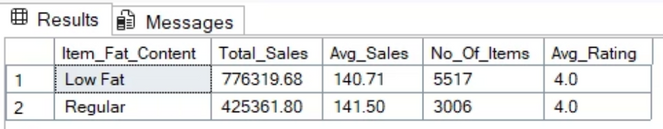 Results Messages
Item_Fat_Content Total_Sales Avg_Sales No_Of_Items Avg_Rating
1 Low Fat 776319.68 140.71 5517 4.0
2 Regular 425361.80 141.50 3006 4.0